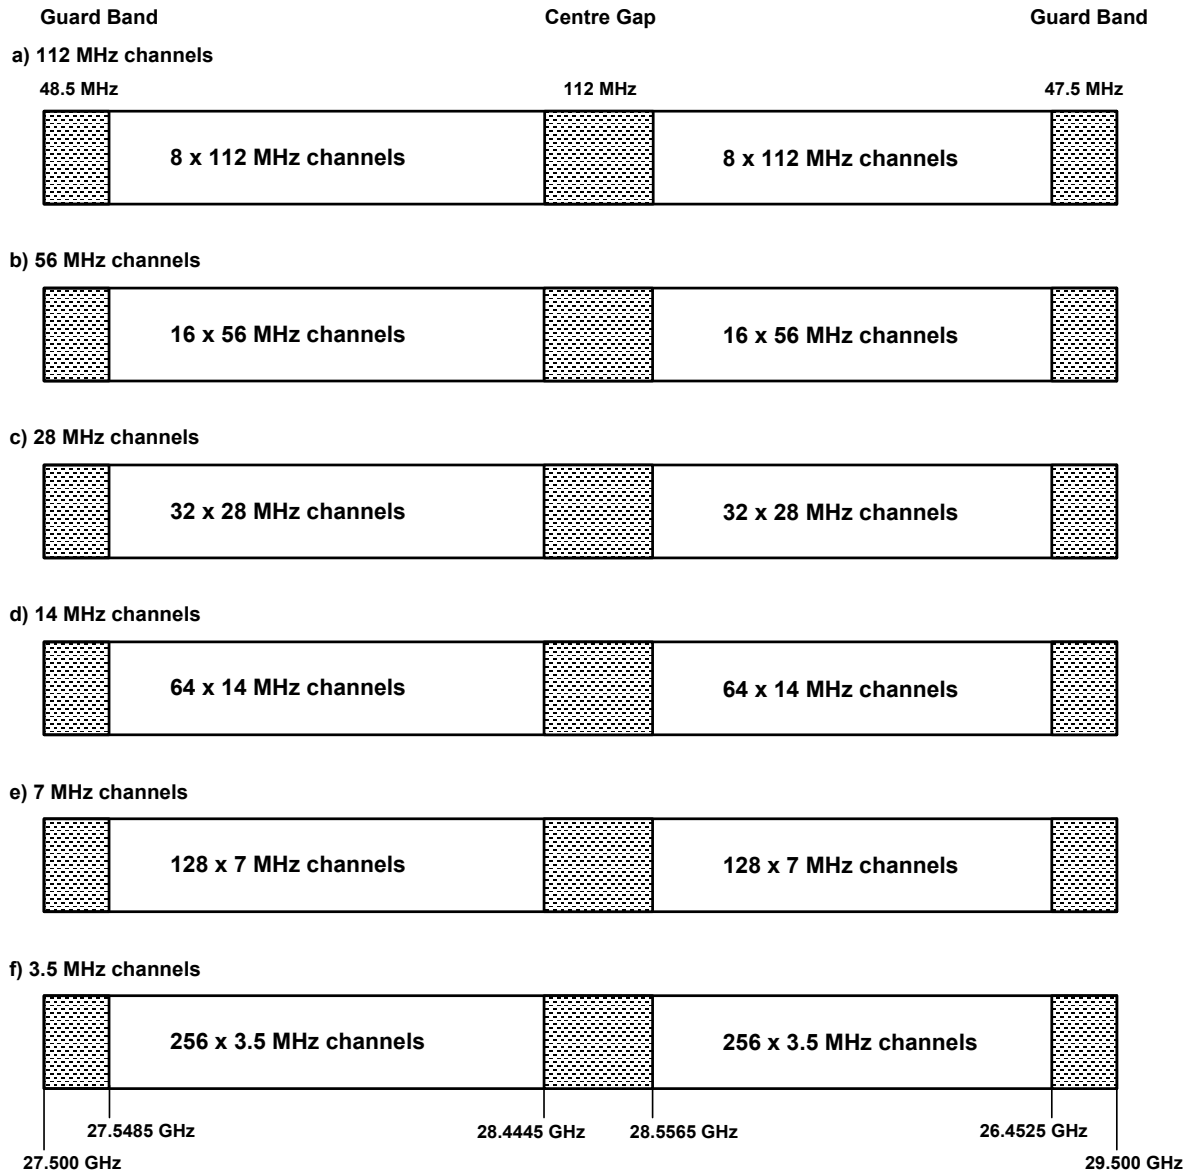 Guard Band Centre Gap Guard Band
a) 112 MHz channels
48.5 MHz 112 MHz 47.5 MHz
8 x 112 MHz channels 8 x 112 MHz channels
b) 56 MHz channels
16 x 56 MHz channels 16 x 56 MHz channels
c) 28 MHz channels
32 x 28 MHz channels 32 x 28 MHz channels
d) 14 MHz channels
64 x 14 MHz channels 64 x 14 MHz channels
e) 7 MHz channels
128 x 7 MHz channels 128 x 7 MHz channels
f) 3.5 MHz channels
256 x 3.5 MHz channels 256 x 3.5 MHz channels
27.5485 GHz 28.4445 GHz 28.5565 GHz 26.4525 GHz
27.500 GHz 29.500 GHz